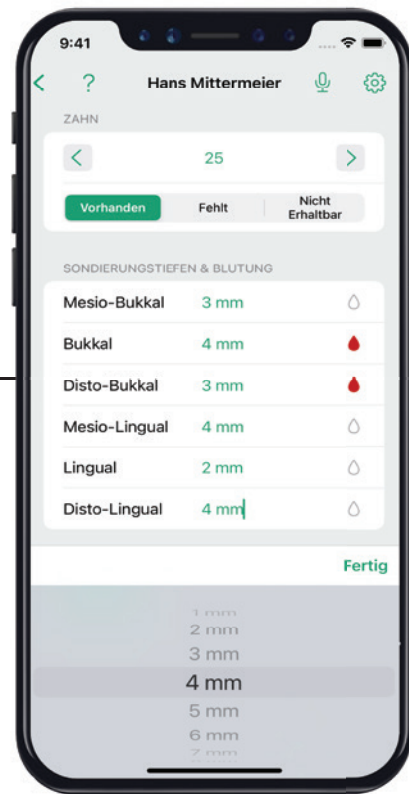 9:41
? Hans Mittermeier
ZAHN
< 25 >
Vorhanden Fehlt Nicht Erhaltbar
SONDIERUNGSTIEFEN & BLUTUNG
Mesio-Bukkal 3 mm
Bukkal 4 mm
Disto-Bukkal 3 mm
Mesio-Lingual 4 mm
Lingual 2 mm
Disto-Lingual 4 mm
Fertig
1 mm
2 mm
3 mm
4 mm
5 mm
6 mm
7 mm